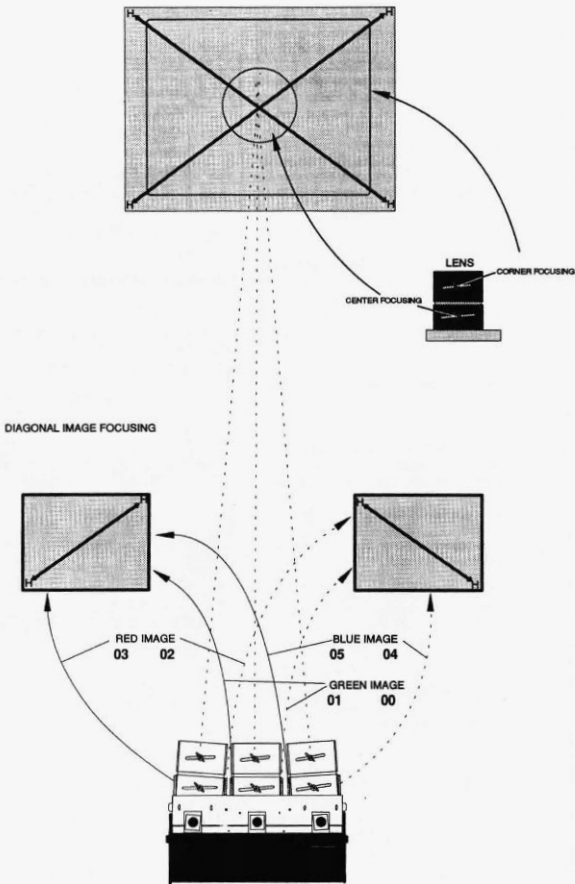 H H
H H
LENS
CORNER FOCUSING
CENTER FOCUSING
DIAGONAL IMAGE FOCUSING
H
H
H
H
RED IMAGE
03 02
BLUE IMAGE
05 04
GREEN IMAGE
01 00